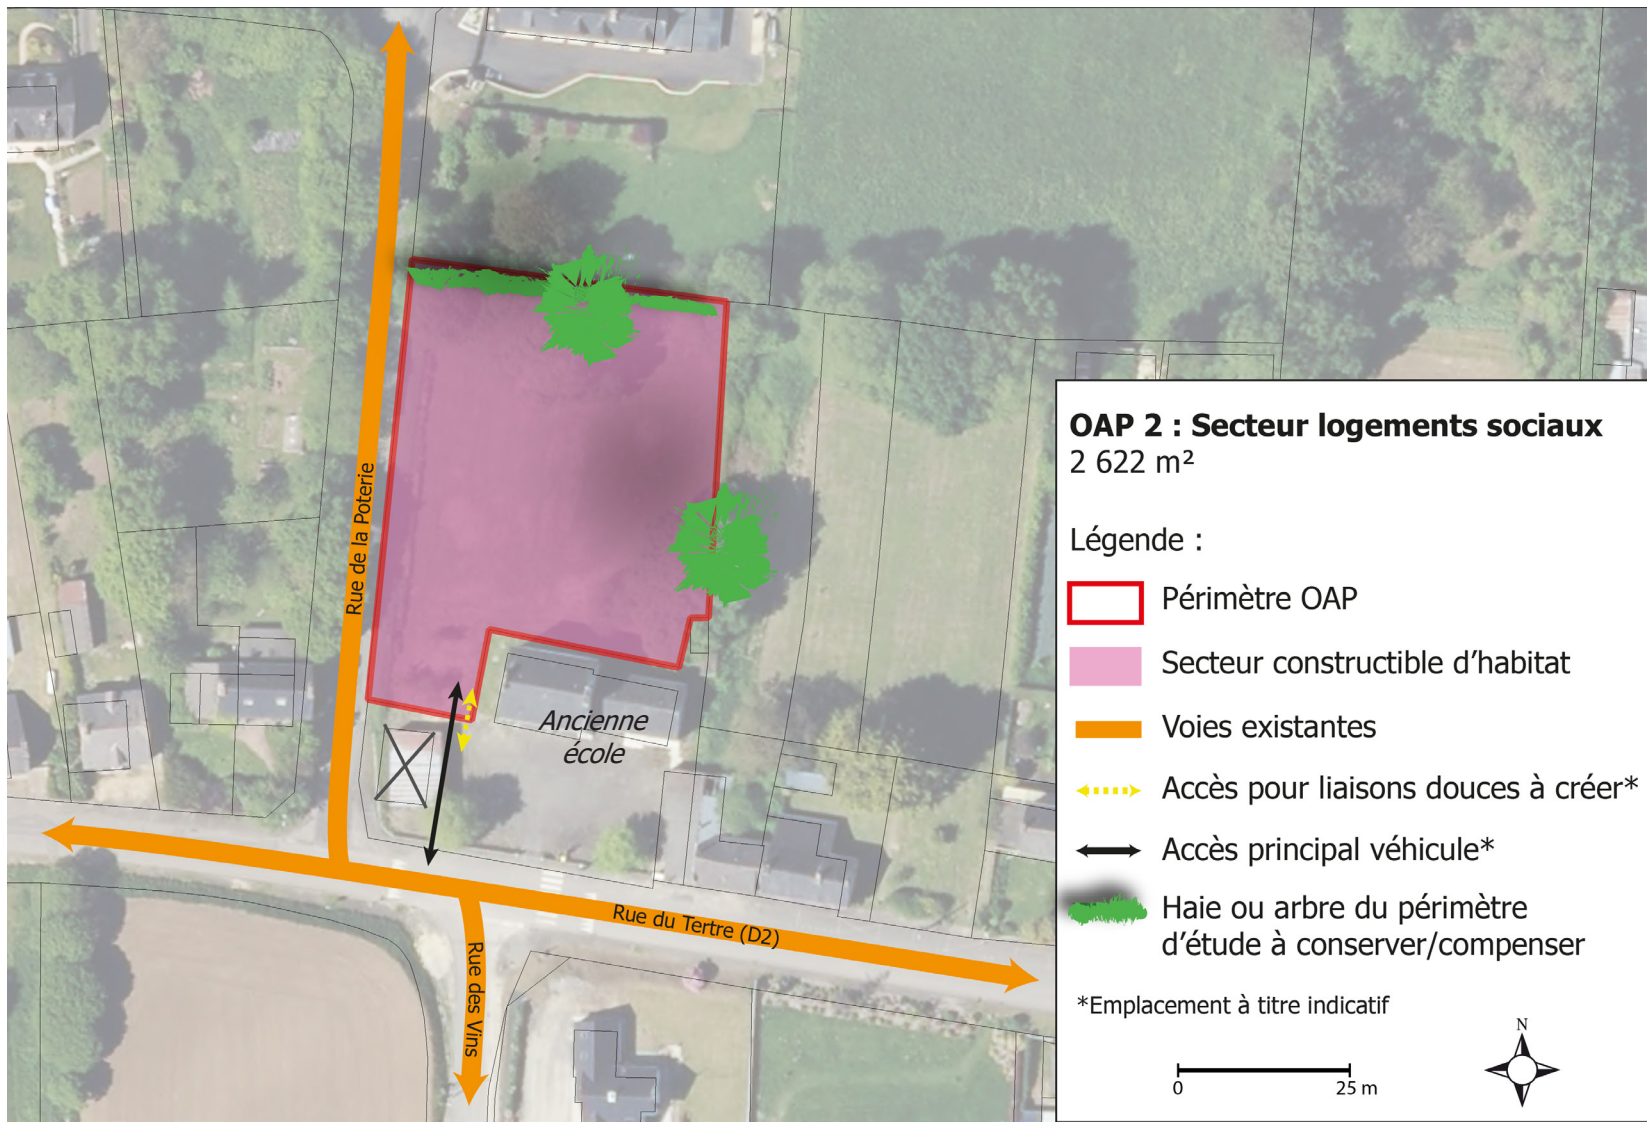 Rue de la Poterie
Ancienne
école
Rue du Tertre (D2)
Rue des Vins
OAP 2 : Secteur logements sociaux
2 622 m²
Légende :
Périmètre OAP
Secteur constructible d'habitat
Voies existantes
Accès pour liaisons douces à créer*
Accès principal véhicule*
Haie ou arbre du périmètre
d'étude à conserver/compenser
*Emplacement à titre indicatif
N
0 25 m